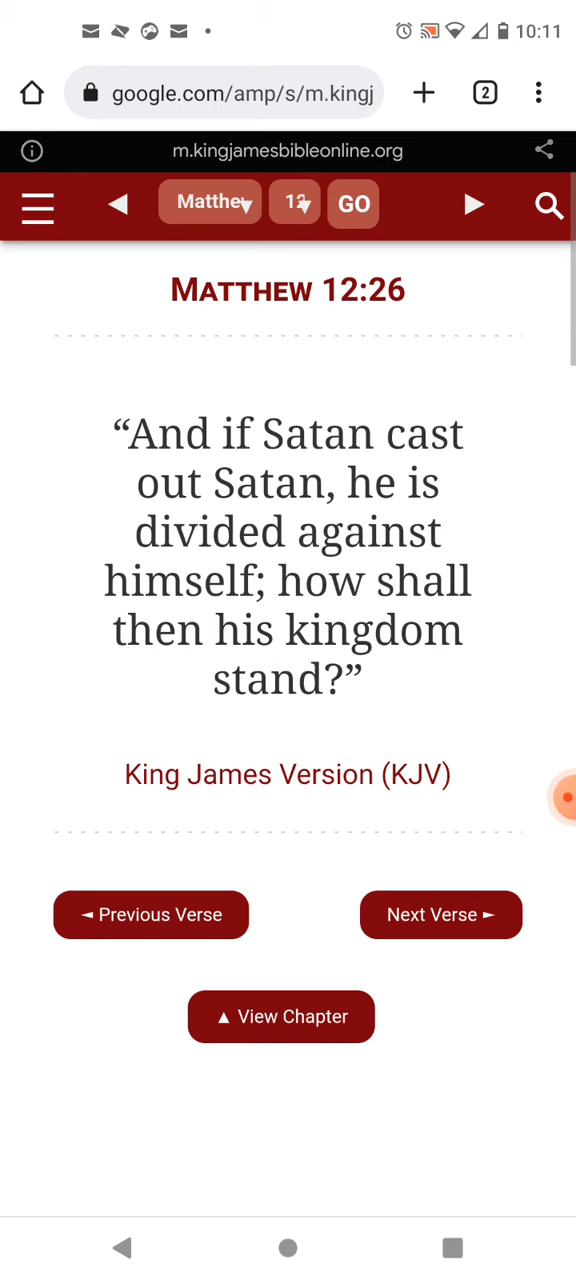 10:11
google.com/amp/s/m.kingj
2
m.kingjamesbibleonline.org
Matthe 12 GO
MATTHEW 12:26
“And if Satan cast
out Satan, he is
divided against
himself; how shall
then his kingdom
stand?”
King James Version (KJV)
◄ Previous Verse
Next Verse ►
▲ View Chapter